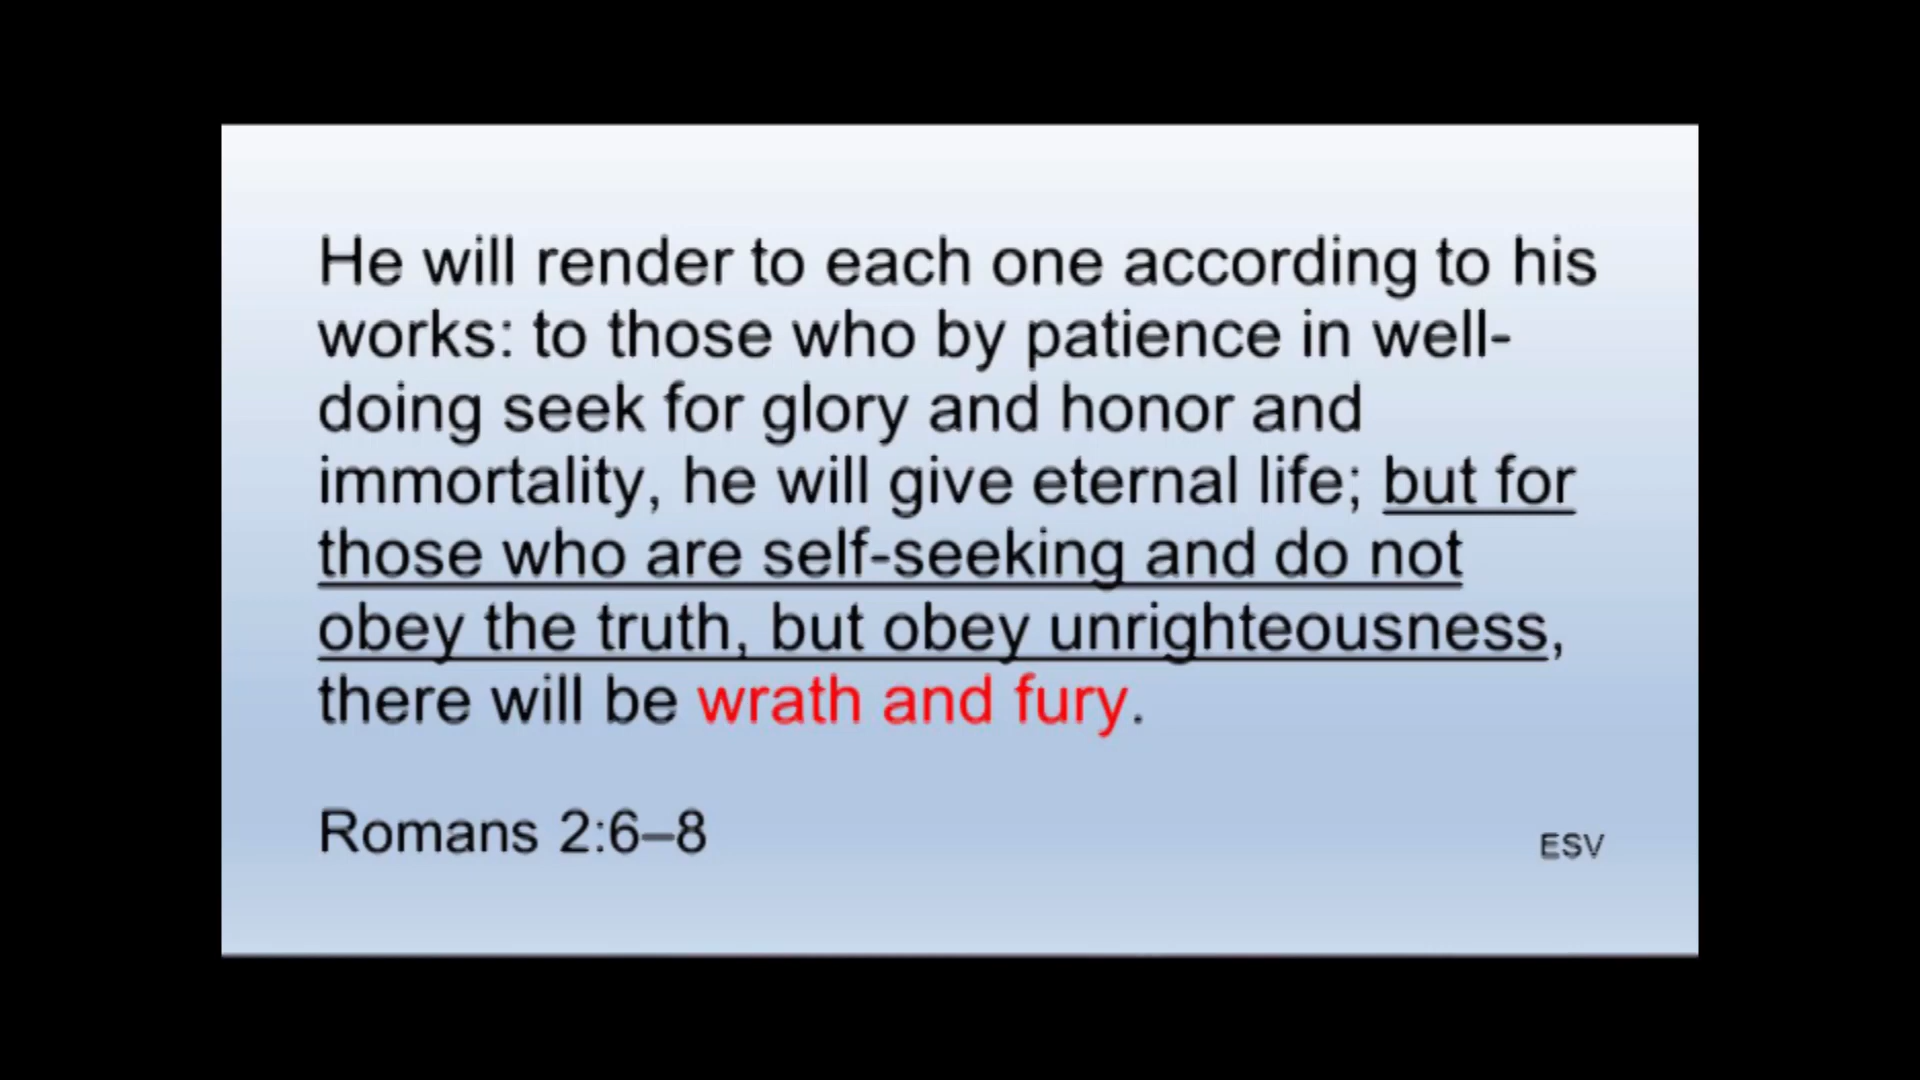 He will render to each one according to his
works: to those who by patience in well-
doing seek for glory and honor and
immortality, he will give eternal life; but for
those who are self-seeking and do not
obey the truth, but obey unrighteousness,
there will be wrath and fury.
Romans 2:6–8
ESV